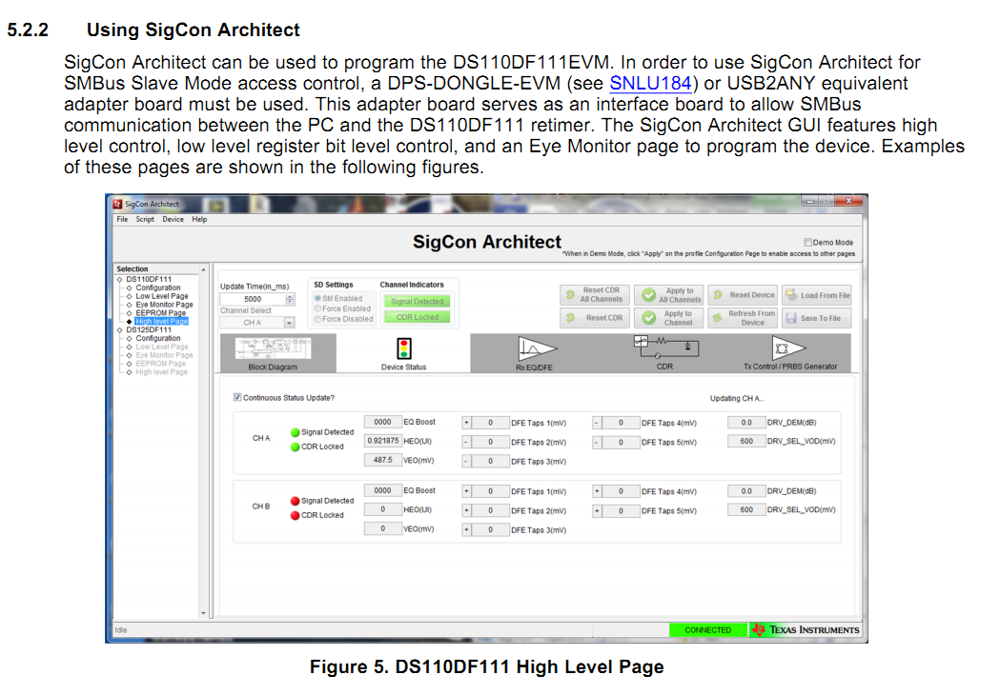 5.2.2 Using SigCon Architect
SigCon Architect can be used to program the DS110DF111EVM. In order to use SigCon Architect for
SMBus Slave Mode access control, a DPS-DONGLE-EVM (see SNLU184) or USB2ANY equivalent
adapter board must be used. This adapter board serves as an interface board to allow SMBus
communication between the PC and the DS110DF111 retimer. The SigCon Architect GUI features high
level control, low level register bit level control, and an Eye Monitor page to program the device. Examples
of these pages are shown in the following figures.
SigCon Architect
File Script Device Help
SigCon Architect
Demo Mode
*When in Demo Mode, click "Apply" on the profile Configuration Page to enable access to other pages
Selection
DS110DF111
Configuration
Low Level Page
Eye Monitor Page
EEPROM Page
High level Page
DS125DF111
Configuration
Low Level Page
Eye Monitor Page
EEPROM Page
High level Page
Update Time(in_ms)
5000
Channel Select
CH A
SD Settings
SM Enabled
Force Enabled
Force Disabled
Channel Indicators
Signal Detected
CDR Locked
Reset CDR
All Channels
Apply to
All Channels
Reset Device
Load From File
Reset CDR
Apply to
Channel
Refresh From
Device
Save To File
Block Diagram
Device Status
Rx EQ/DFE
CDR
Tx Control / PRBS Generator
Continuous Status Update?
Updating CH A...
CH A
Signal Detected
CDR Locked
0000 EQ Boost
0.921875 HEO(UI)
487.5 VEO(mV)
+ 0 DFE Taps 1(mV)
- 0 DFE Taps 2(mV)
- 0 DFE Taps 3(mV)
- 0 DFE Taps 4(mV)
- 0 DFE Taps 5(mV)
0.0 DRV_DEM(dB)
600 DRV_SEL_VOD(mV)
CH B
Signal Detected
CDR Locked
0000 EQ Boost
0 HEO(UI)
0 VEO(mV)
+ 0 DFE Taps 1(mV)
+ 0 DFE Taps 2(mV)
+ 0 DFE Taps 3(mV)
+ 0 DFE Taps 4(mV)
+ 0 DFE Taps 5(mV)
0.0 DRV_DEM(dB)
600 DRV_SEL_VOD(mV)
Idle
CONNECTED
TEXAS INSTRUMENTS
Figure 5. DS110DF111 High Level Page